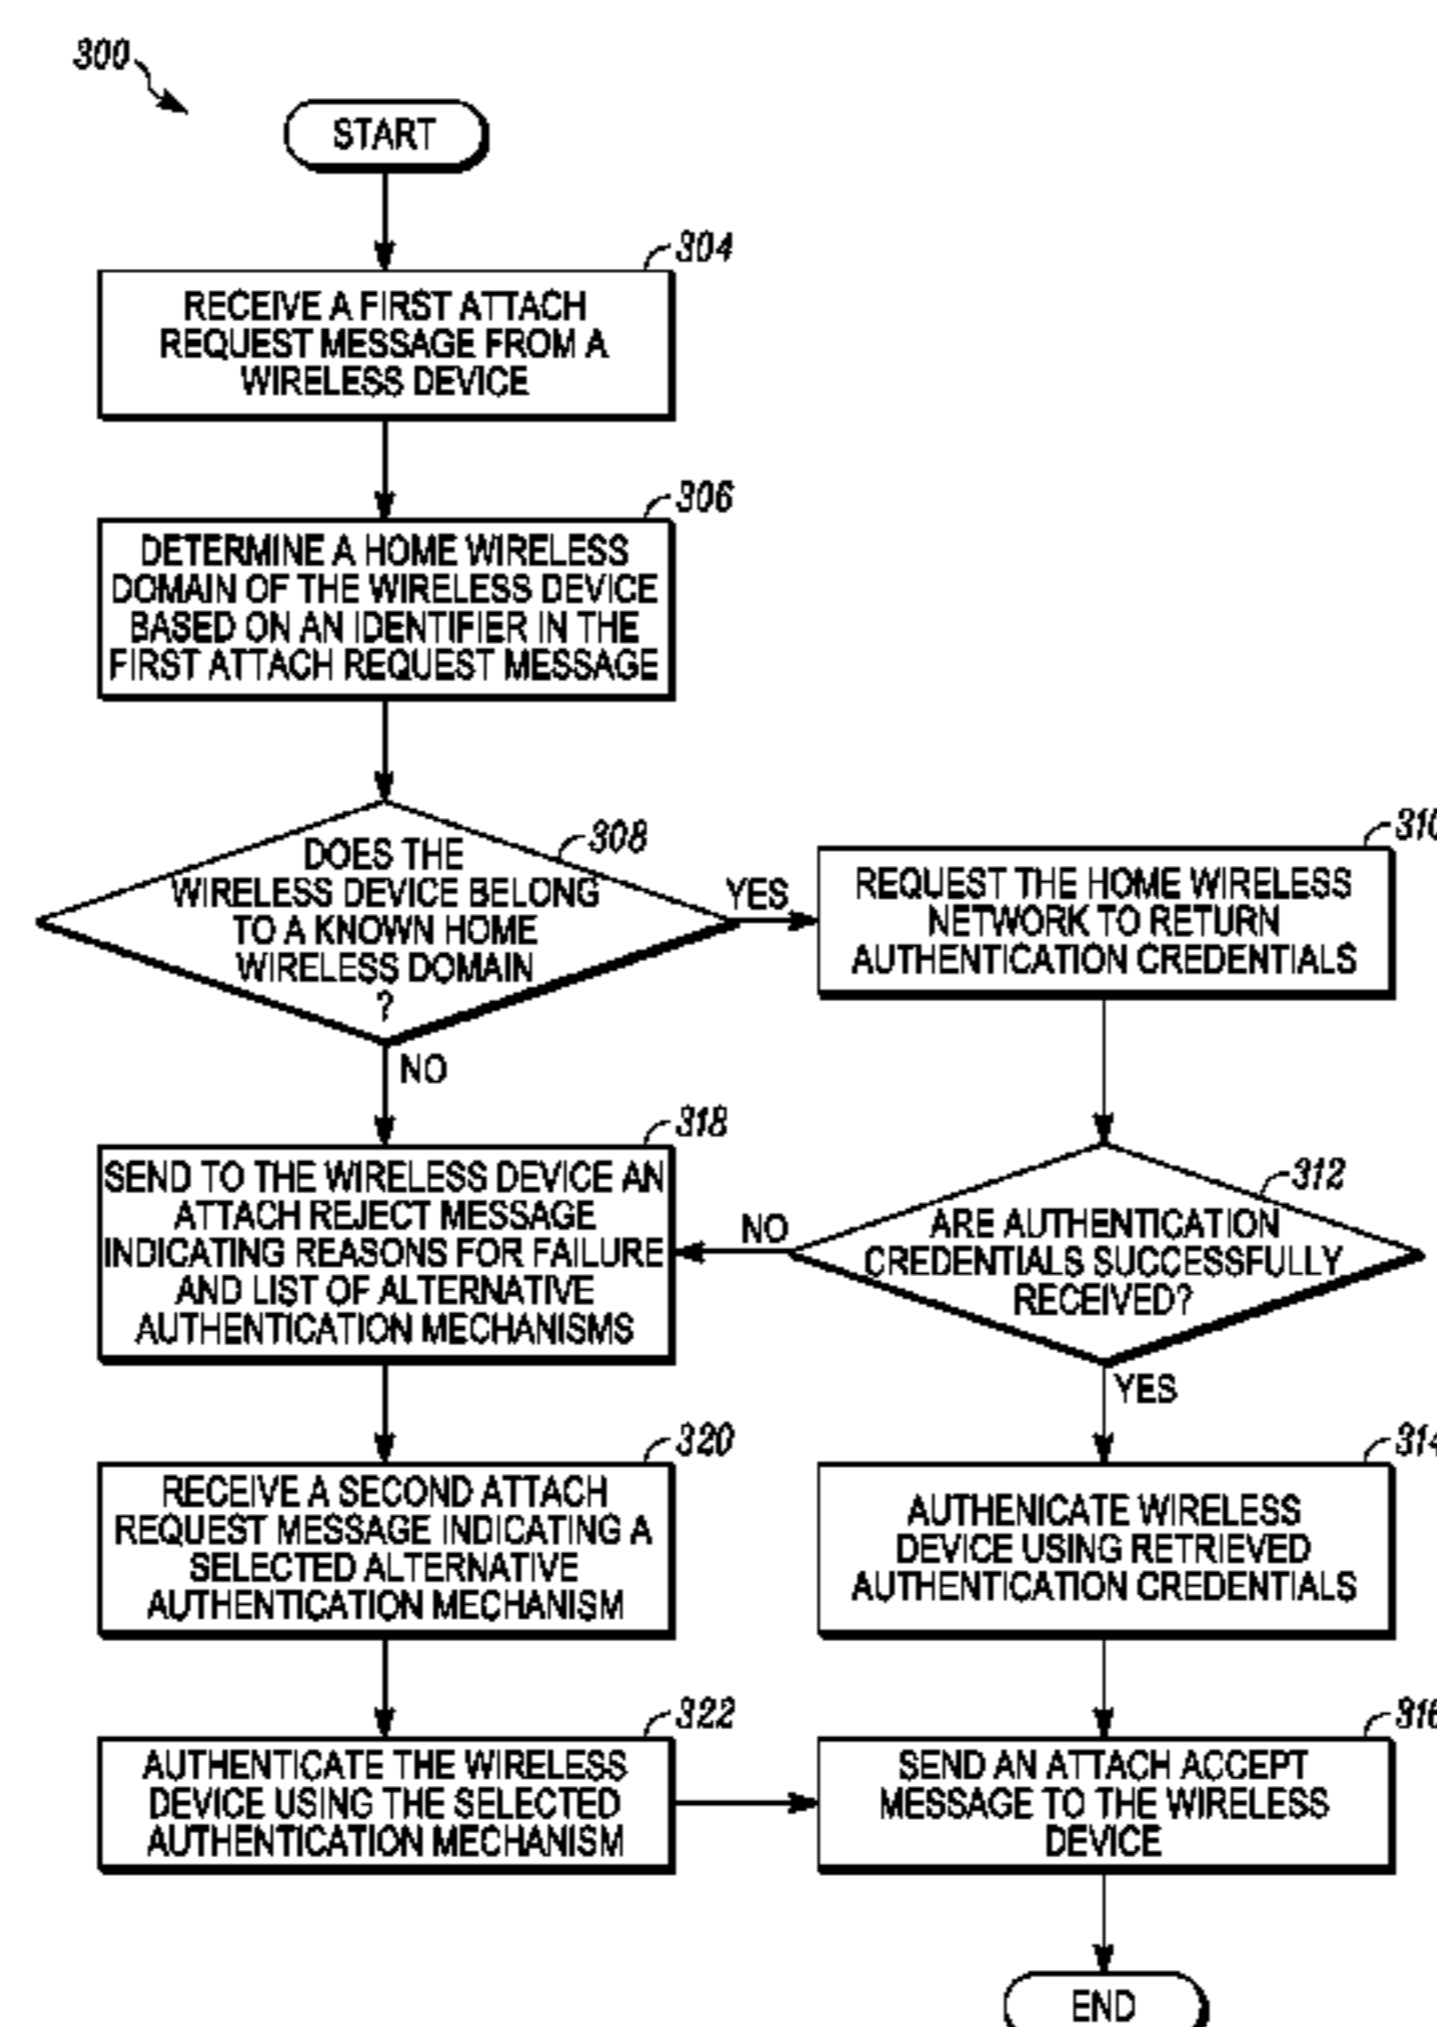 300
START
304
RECEIVE A FIRST ATTACH
REQUEST MESSAGE FROM A
WIRELESS DEVICE
306
DETERMINE A HOME WIRELESS
DOMAIN OF THE WIRELESS DEVICE
BASED ON AN IDENTIFIER IN THE
FIRST ATTACH REQUEST MESSAGE
308
DOES THE
WIRELESS DEVICE BELONG
TO A KNOWN HOME
WIRELESS DOMAIN
?
YES
NO
310
REQUEST THE HOME WIRELESS
NETWORK TO RETURN
AUTHENTICATION CREDENTIALS
312
ARE AUTHENTICATION
CREDENTIALS SUCCESSFULLY
RECEIVED?
NO
YES
318
SEND TO THE WIRELESS DEVICE AN
ATTACH REJECT MESSAGE
INDICATING REASONS FOR FAILURE
AND LIST OF ALTERNATIVE
AUTHENTICATION MECHANISMS
320
RECEIVE A SECOND ATTACH
REQUEST MESSAGE INDICATING A
SELECTED ALTERNATIVE
AUTHENTICATION MECHANISM
314
AUTHENICATE WIRELESS
DEVICE USING RETRIEVED
AUTHENTICATION CREDENTIALS
322
AUTHENTICATE THE WIRELESS
DEVICE USING THE SELECTED
AUTHENTICATION MECHANISM
316
SEND AN ATTACH ACCEPT
MESSAGE TO THE WIRELESS
DEVICE
END